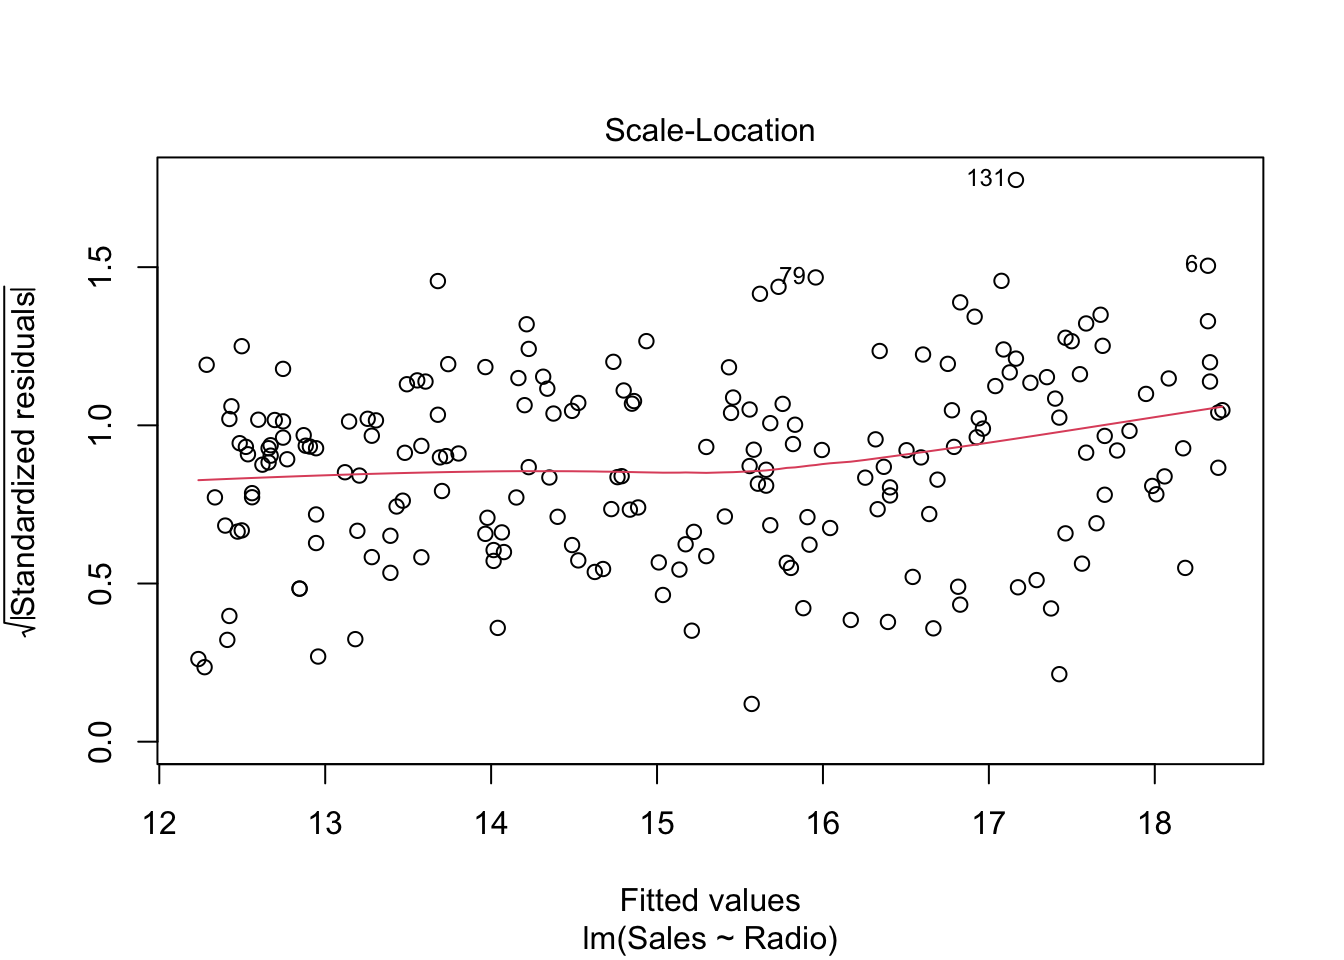 Scale-Location
131
79
6
√|Standardized residuals|
1.5
1.0
0.5
0.0
12 13 14 15 16 17 18
Fitted values
lm(Sales ~ Radio)